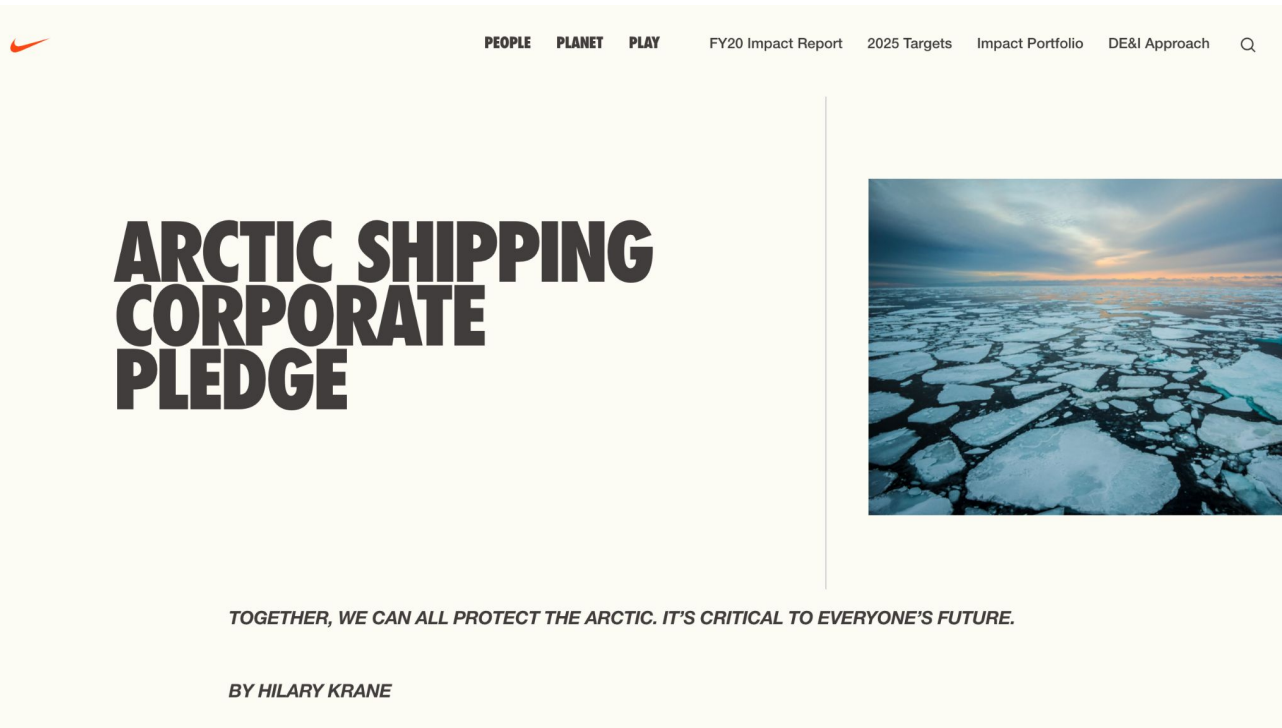 PEOPLE PLANET PLAY FY20 Impact Report 2025 Targets Impact Portfolio DE&I Approach
ARCTIC SHIPPING
CORPORATE
PLEDGE
TOGETHER, WE CAN ALL PROTECT THE ARCTIC. IT’S CRITICAL TO EVERYONE’S FUTURE.
BY HILARY KRANE